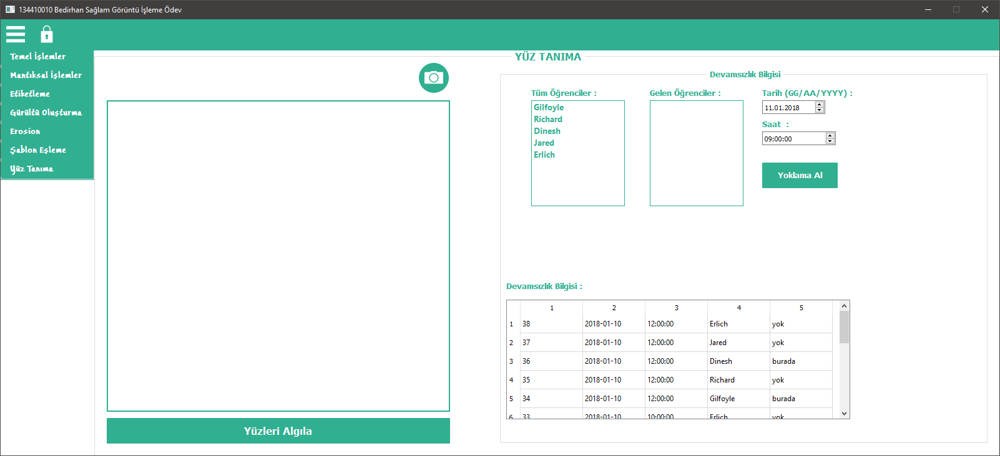 134410010 Bedirhan Sağlam Görüntü İşleme Ödev
Temel İşlemler
Mantıksal İşlemler
Etiketleme
Gürültü Oluşturma
Erosion
Şablon Eşleme
Yüz Tanıma
Yüzleri Algıla
YÜZ TANIMA
Devamsızlık Bilgisi
Tüm Öğrenciler :
Gilfoyle
Richard
Dinesh
Jared
Erlich
Gelen Öğrenciler :
Tarih (GG/AA/YYYY) :
11.01.2018
Saat :
09:00:00
Yoklama Al
Devamsızlık Bilgisi :
1 2 3 4 5
1 38 2018-01-10 12:00:00 Erlich yok
2 37 2018-01-10 12:00:00 Jared yok
3 36 2018-01-10 12:00:00 Dinesh burada
4 35 2018-01-10 12:00:00 Richard yok
5 34 2018-01-10 12:00:00 Gilfoyle burada
6 33 2018-01-10 10:00:00 Erlich yok